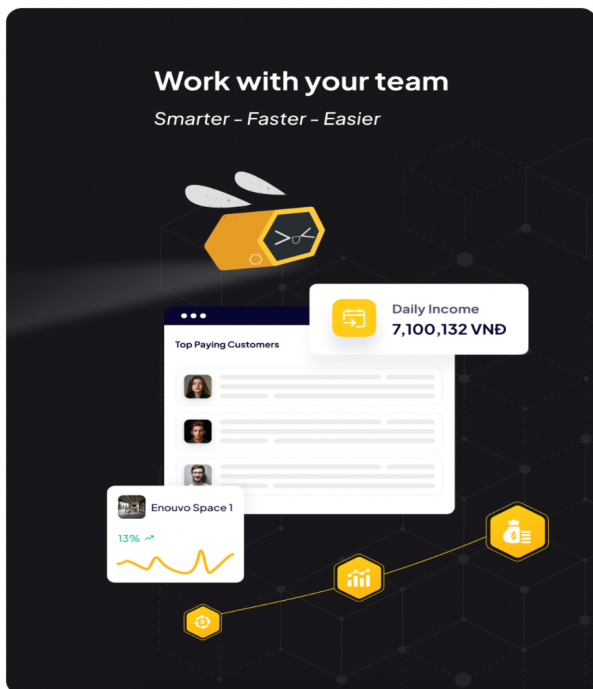 Work with your team
Smarter - Faster - Easier
Daily Income
7,100,132 VNĐ
Top Paying Customers
Enouvo Space 1
13%